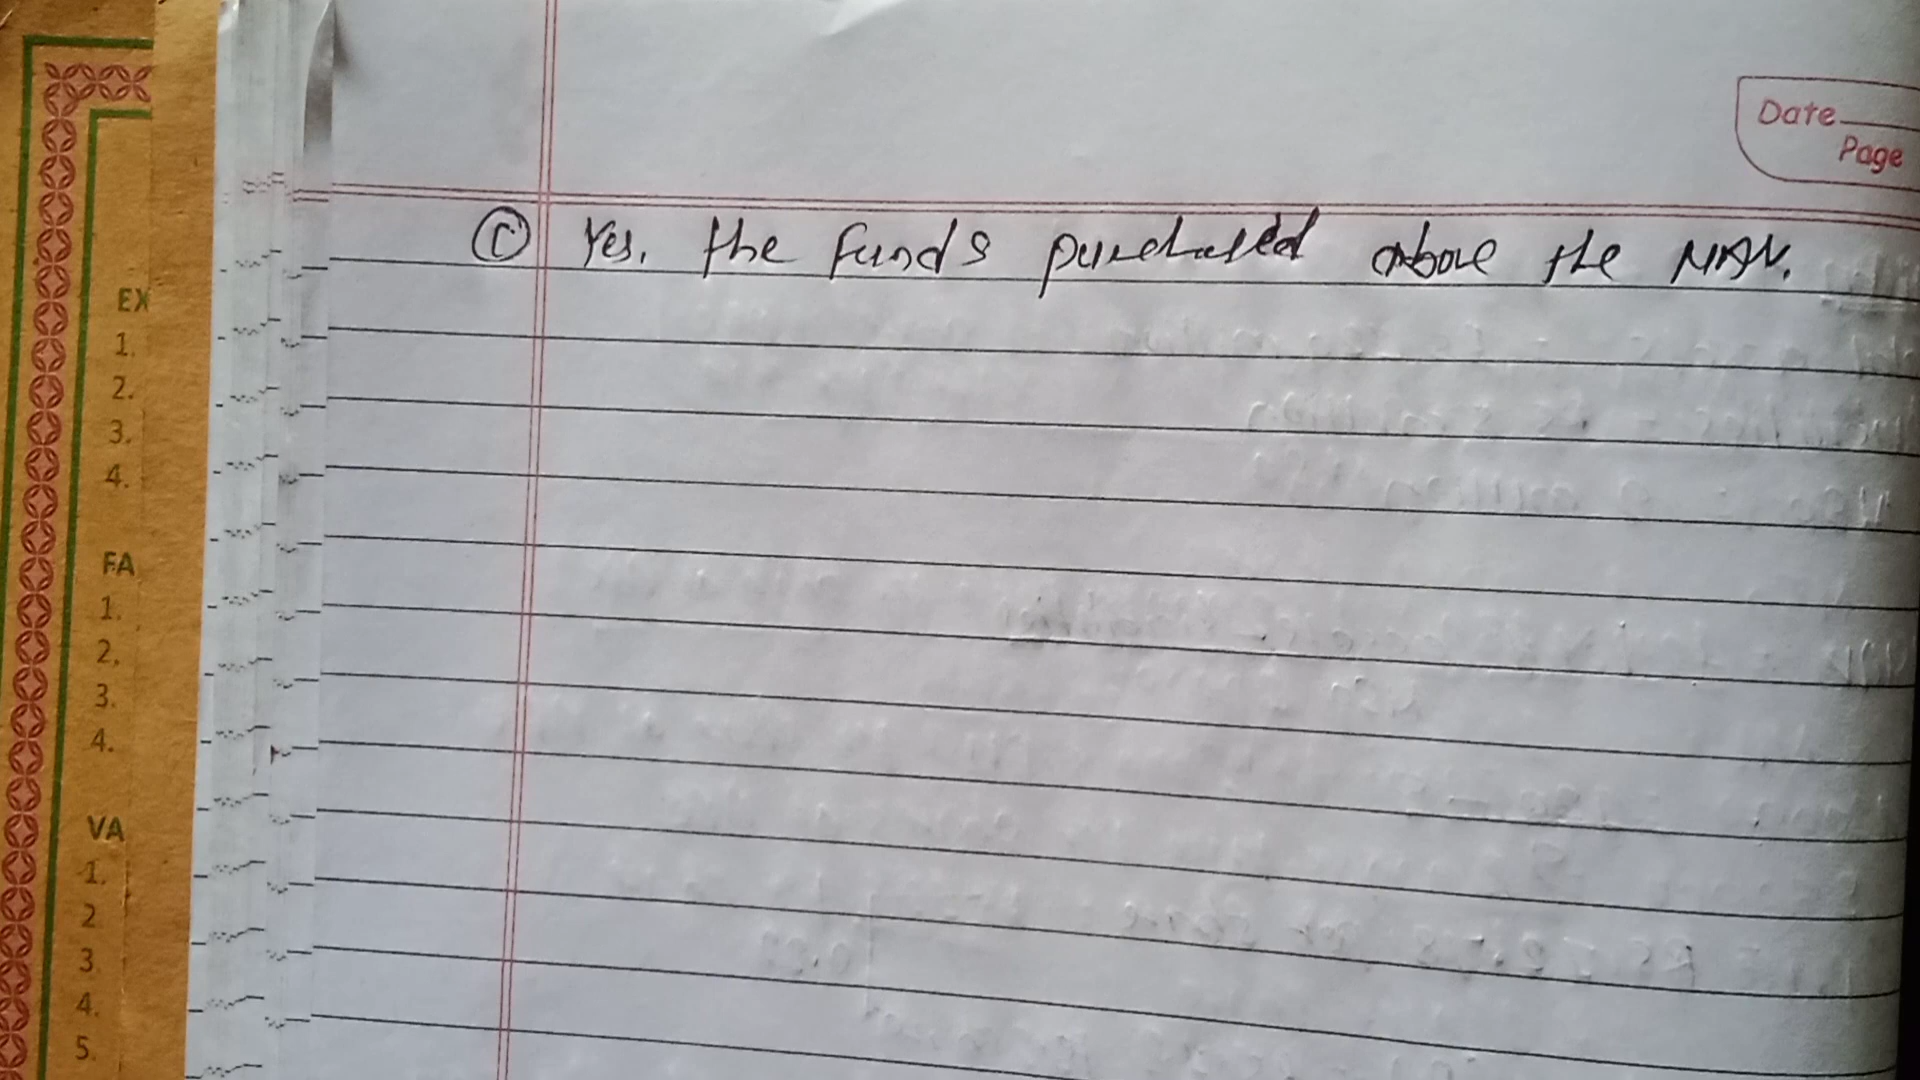 Date
Page
© Yes. the funds purchased above the NAV.
EX
1.
2.
3.
4.
FA
1.
2.
3.
4.
VA
1.
2
3.
4.
5.